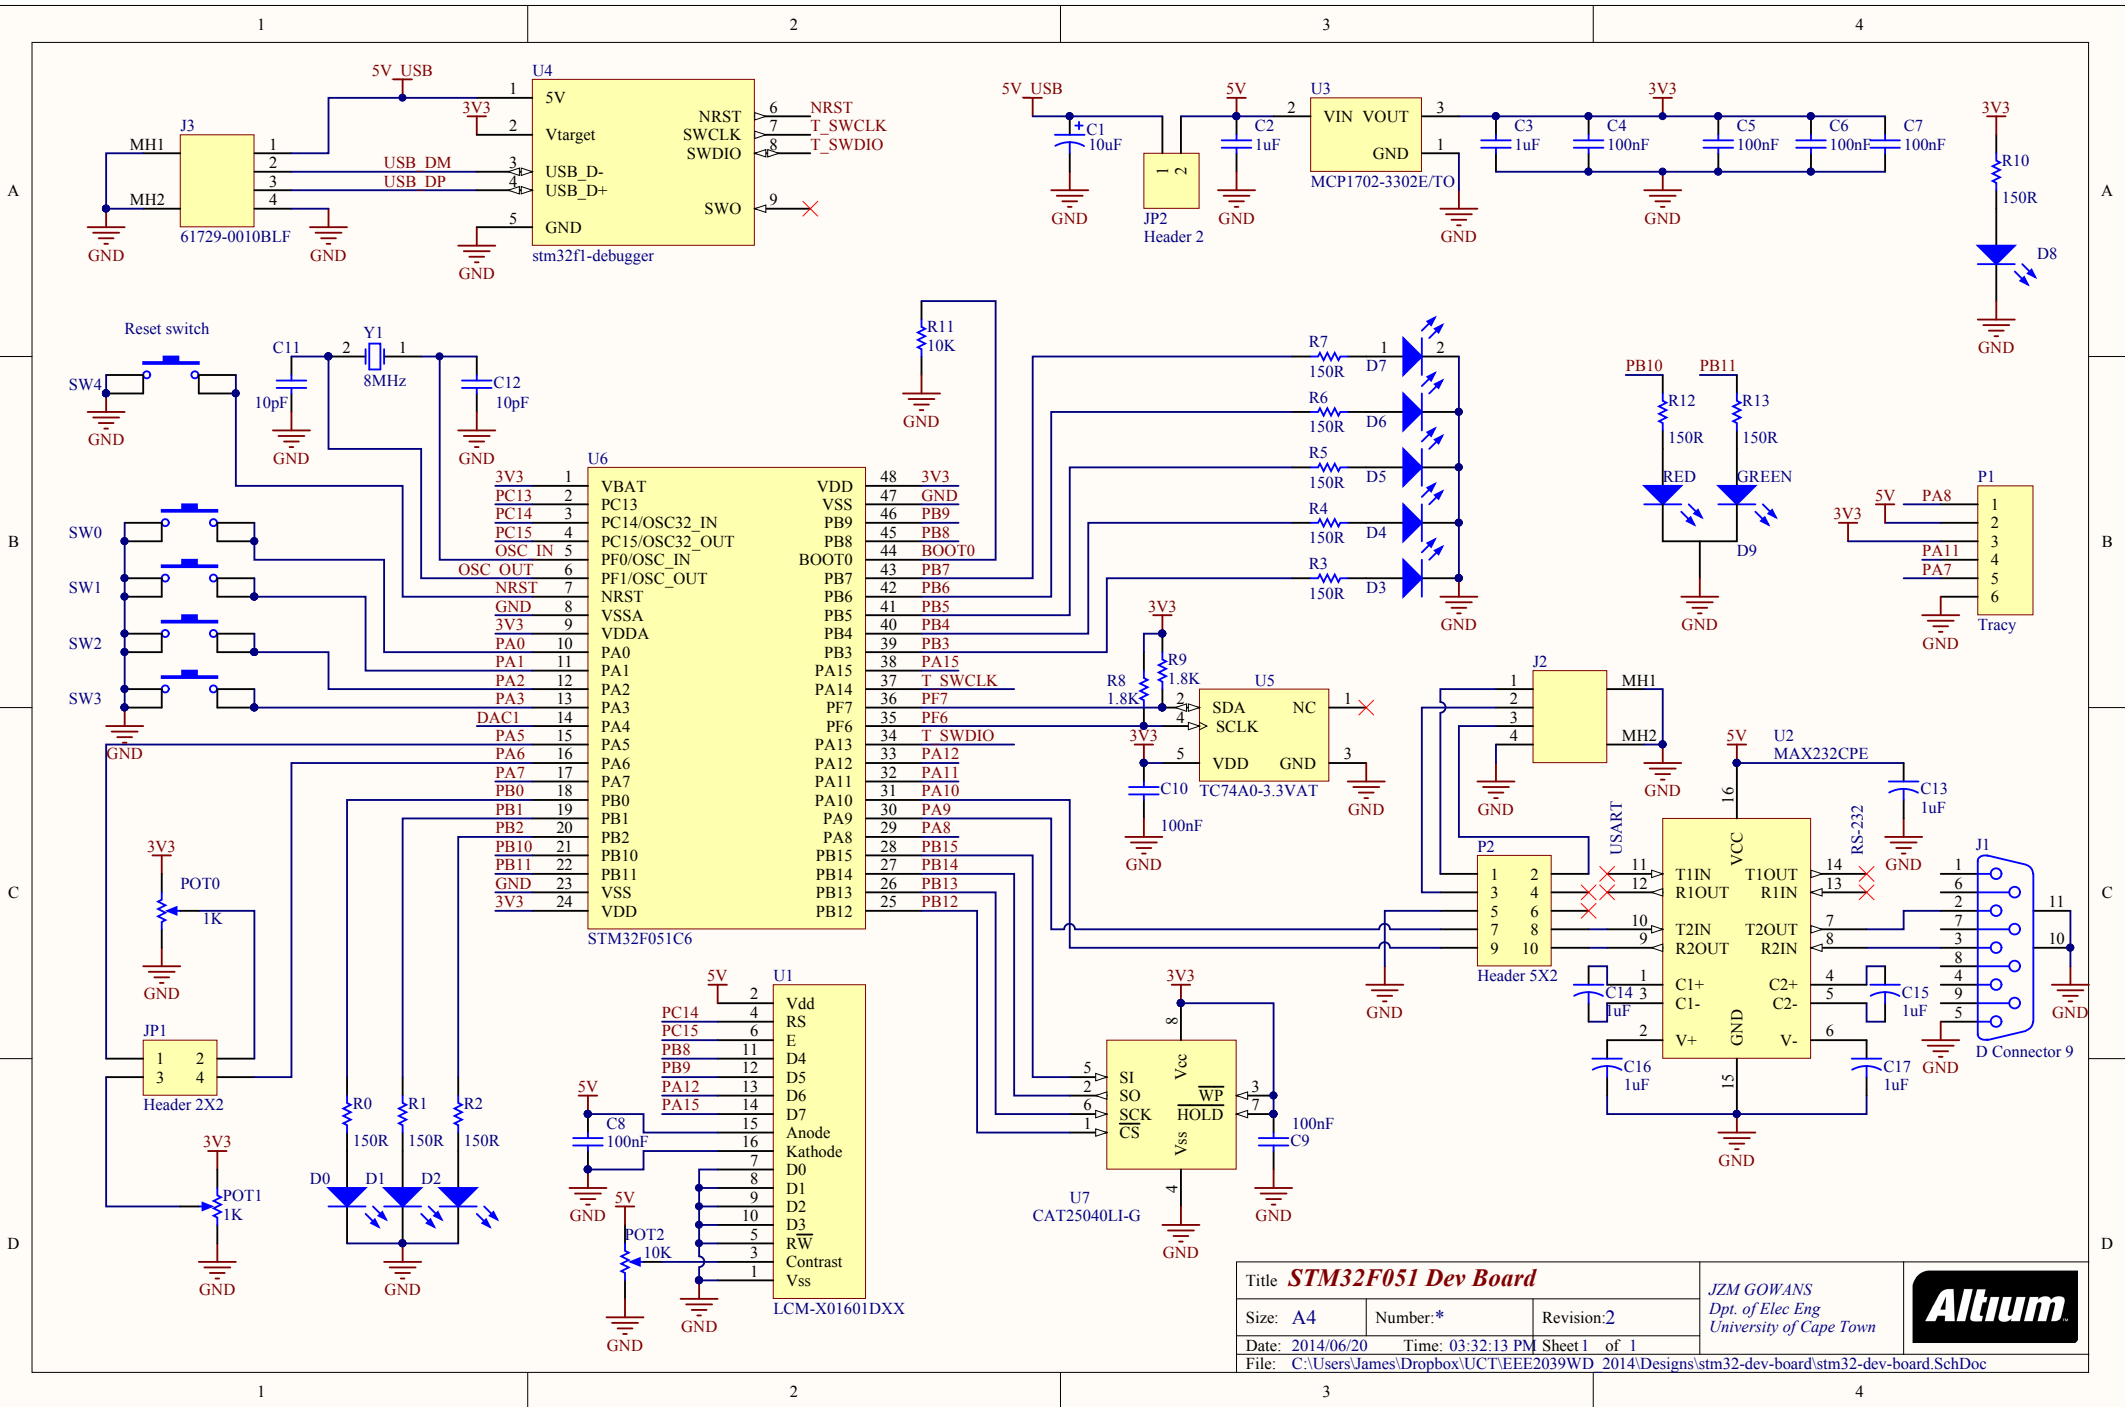 1 2 3 4
A A
B B
C C
D D
1 2 3 4
5V_USB
J3
MH1
MH2
1
2
3
4
USB_DM
USB_DP
61729-0010BLF
GND
GND
U4
3V3
1 5V
2 Vtarget
3 USB_D-
4 USB_D+
5 GND
NRST 6 NRST
SWCLK 7 T_SWCLK
SWDIO 8 T_SWDIO
SWO 9
stm32f1-debugger
GND
5V_USB
C1
10uF
GND
1 2
JP2
Header 2
5V
C2
1uF
GND
U3
2 VIN VOUT 3
GND 1
MCP1702-3302E/TO
GND
3V3
C3
1uF
C4
100nF
C5
100nF
C6
100nF
C7
100nF
GND
3V3
R10
150R
D8
GND
Reset switch
SW4
GND
C11
10pF
GND
2 Y1 1
8MHz
C12
10pF
GND
SW0
SW1
SW2
SW3
GND
R11
10K
GND
U6
3V3 1 VBAT
PC13 2 PC13
PC14 3 PC14/OSC32_IN
PC15 4 PC15/OSC32_OUT
OSC_IN 5 PF0/OSC_IN
OSC_OUT 6 PF1/OSC_OUT
NRST 7 NRST
GND 8 VSSA
3V3 9 VDDA
PA0 10 PA0
PA1 11 PA1
PA2 12 PA2
PA3 13 PA3
DAC1 14 PA4
PA5 15 PA5
PA6 16 PA6
PA7 17 PA7
PB0 18 PB0
PB1 19 PB1
PB2 20 PB2
PB10 21 PB10
PB11 22 PB11
GND 23 VSS
3V3 24 VDD
VDD 48 3V3
VSS 47 GND
PB9 46 PB9
PB8 45 PB8
BOOT0 44 BOOT0
PB7 43 PB7
PB6 42 PB6
PB5 41 PB5
PB4 40 PB4
PB3 39 PB3
PA15 38 PA15
PA14 37 T_SWCLK
PF7 36 PF7
PF6 35 PF6
PA13 34 T_SWDIO
PA12 33 PA12
PA11 32 PA11
PA10 31 PA10
PA9 30 PA9
PA8 29 PA8
PB15 28 PB15
PB14 27 PB14
PB13 26 PB13
PB12 25 PB12
STM32F051C6
R7
150R
1 D7 2
R6
150R
D6
R5
150R
D5
R4
150R
D4
R3
150R
D3
GND
PB10 PB11
R12
150R
R13
150R
RED GREEN
D9
GND
P1
PA8 1
5V 2
3V3 3
PA11 4
PA7 5
6
Tracy
GND
3V3
R9
1.8K
R8
1.8K
U5
2 SDA NC 1
4 SCLK
5 VDD GND 3
TC74A0-3.3VAT
3V3
C10
100nF
GND
GND
J2
1
2
3
4
MH1
MH2
GND
GND
P2
1 2
3 4
5 6
7 8
9 10
Header 5X2
GND
USART
RS-232
5V
U2
MAX232CPE
16
VCC
11 T1IN T1OUT 14
12 R1OUT R1IN 13
10 T2IN T2OUT 7
9 R2OUT R2IN 8
1 C1+ C2+ 4
3 C1- C2- 5
2 V+ V- 6
GND
15
C13
1uF
GND
C14
1uF
C15
1uF
C16
1uF
C17
1uF
GND
J1
1
6
2
7
3
8
4
9
5
11
10
D Connector 9
GND
GND
3V3
POT0
1K
GND
JP1
1 2
3 4
Header 2X2
3V3
POT1
1K
GND
R0
150R
R1
150R
R2
150R
D0 D1 D2
GND
5V
U1
2 Vdd
PC14 4 RS
PC15 6 E
PB8 11 D4
PB9 12 D5
PA12 13 D6
PA15 14 D7
15 Anode
16 Kathode
7 D0
8 D1
9 D2
10 D3
5 RW
3 Contrast
1 Vss
LCM-X01601DXX
5V
C8
100nF
GND
5V
POT2
10K
GND
GND
3V3
8
Vcc
5 SI
2 SO
6 SCK
1 CS
WP 3
HOLD 7
Vss
4
U7
CAT25040LI-G
100nF
C9
GND
GND
Title STM32F051 Dev Board
Size: A4 Number:* Revision:2
Date: 2014/06/20 Time: 03:32:13 PM Sheet 1 of 1
File: C:\Users\James\Dropbox\UCT\EEE2039WD_2014\Designs\stm32-dev-board\stm32-dev-board.SchDoc
JZM GOWANS
Dpt. of Elec Eng
University of Cape Town
Altium